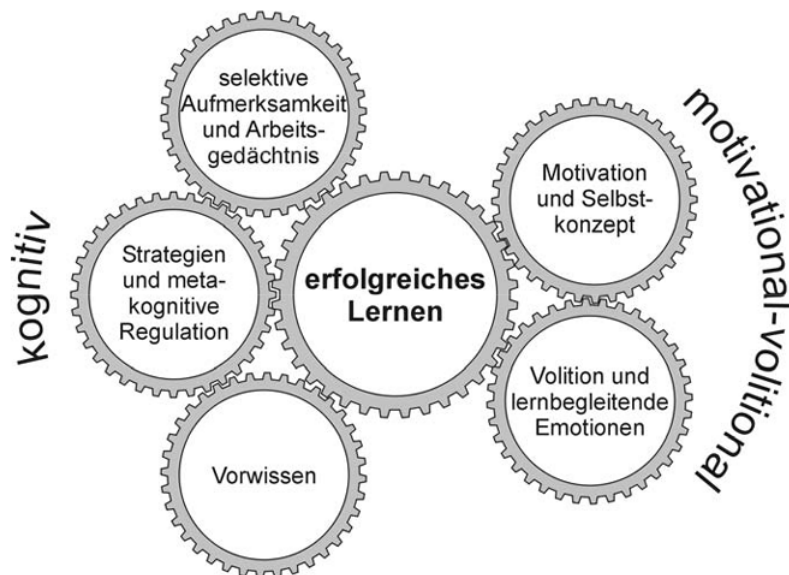 kognitiv
selektive
Aufmerksamkeit
und Arbeits-
gedächtnis
Strategien
und meta-
kognitive
Regulation
Vorwissen
erfolgreiches
Lernen
Motivation
und Selbst-
konzept
Volition und
lernbegleitende
Emotionen
motivational-volitional